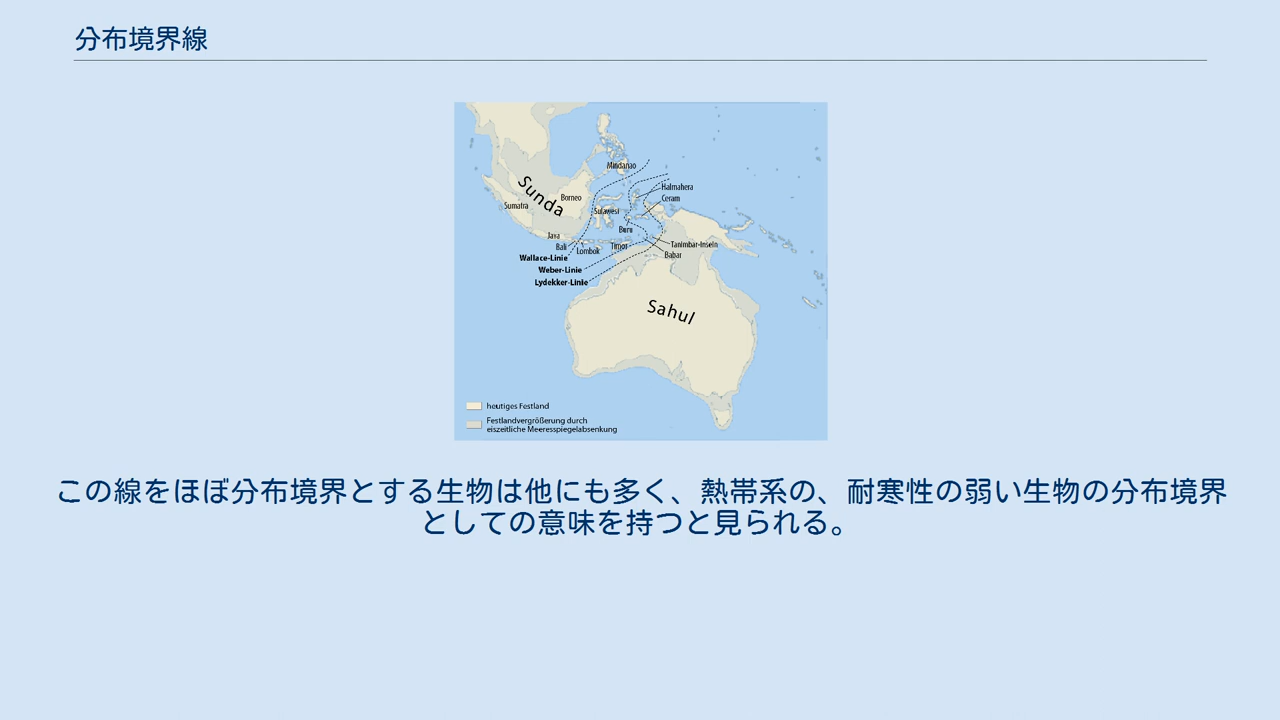 分布境界線
Mindanao
Halmahera
Ceram
Sunda
Borneo
Sumatra
Sulawesi
Buru
Java
Bali
Lombok
Timor
Tanimbar-Inseln
Babar
Wallace-Linie
Weber-Linie
Lydekker-Linie
Sahul
heutiges Festland
Festlandvergrößerung durch
eiszeitliche Meeresspiegelabsenkung
この線をほぼ分布境界とする生物は他にも多く、熱帯系の、耐寒性の弱い生物の分布境界
としての意味を持つと見られる。